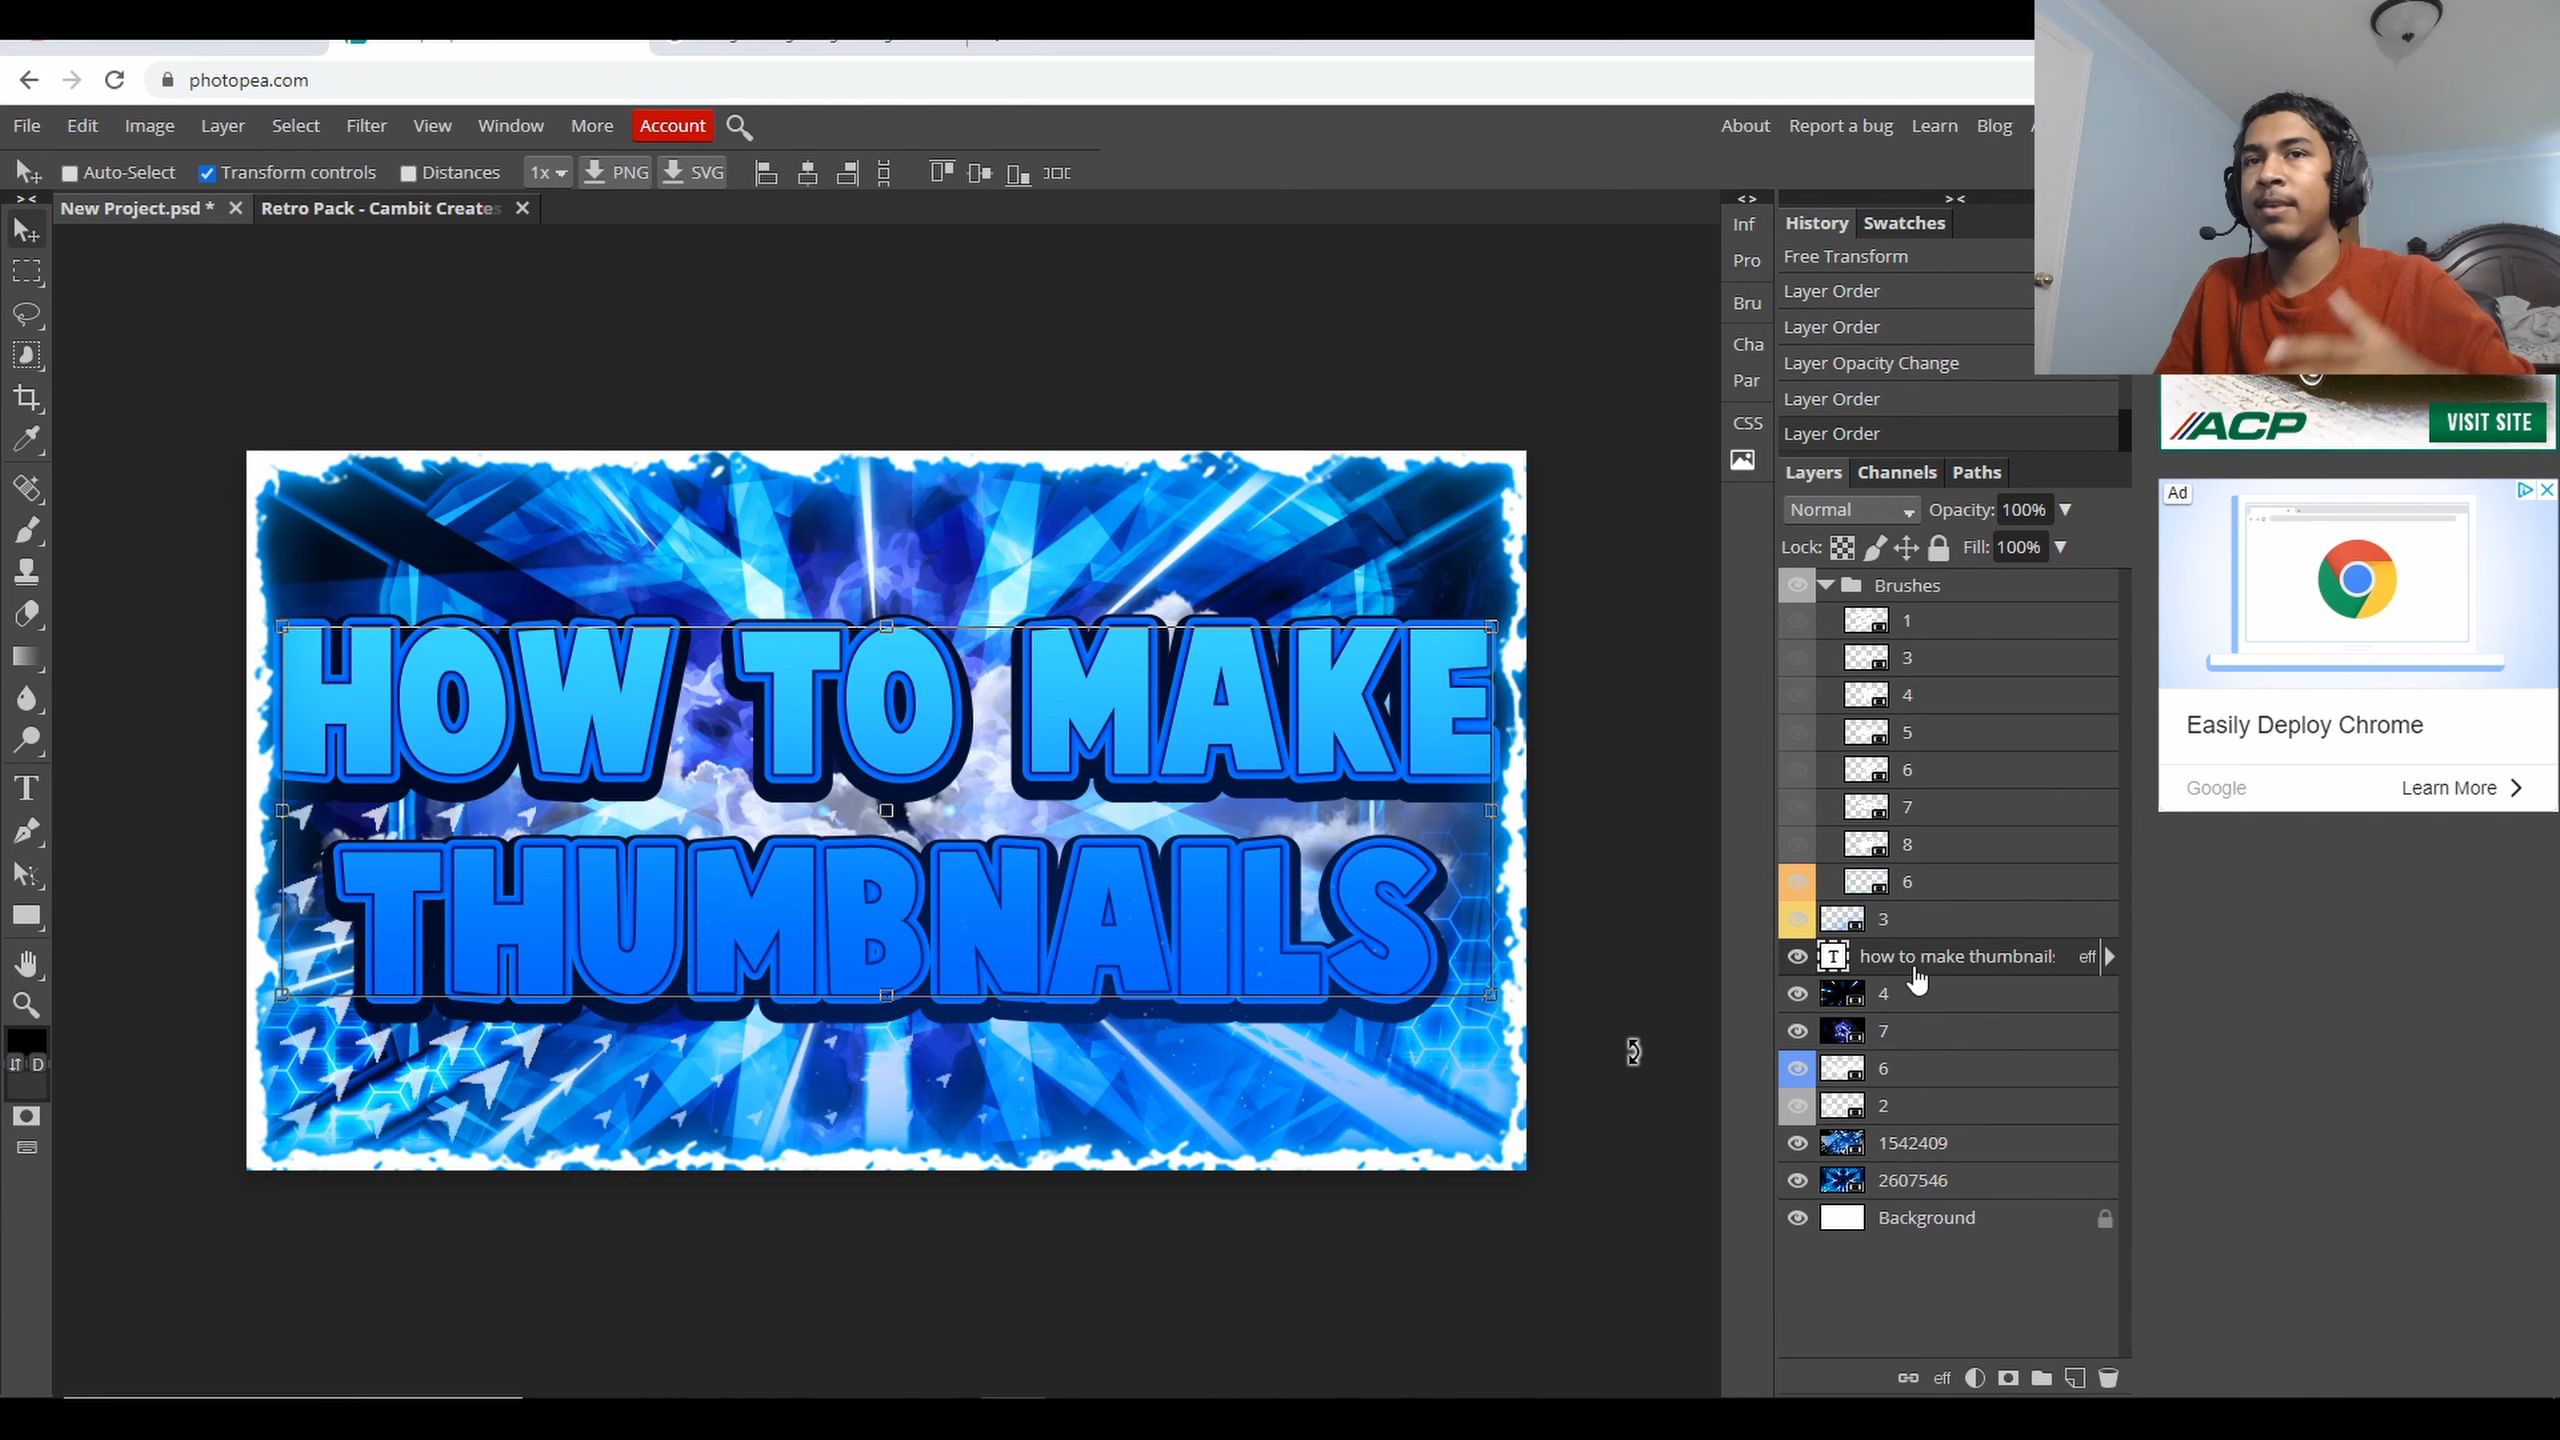 photopea.com
File Edit Image Layer Select Filter View Window More Account
About Report a bug Learn Blog
Auto-Select Transform controls Distances 1x PNG SVG
New Project.psd * Retro Pack - Cambit Creates
Inf
Pro
Bru
Cha
Par
CSS
History Swatches
Free Transform
Layer Order
Layer Order
Layer Opacity Change
Layer Order
Layer Order
Layers Channels Paths
Normal Opacity: 100%
Lock: Fill: 100%
Brushes
1
3
4
5
6
7
8
6
3
T how to make thumbnail: eff
4
7
6
2
1542409
2607546
Background
eff
HOW TO MAKE
THUMBNAILS
T
D
ACP VISIT SITE
Ad
Easily Deploy Chrome
Google Learn More